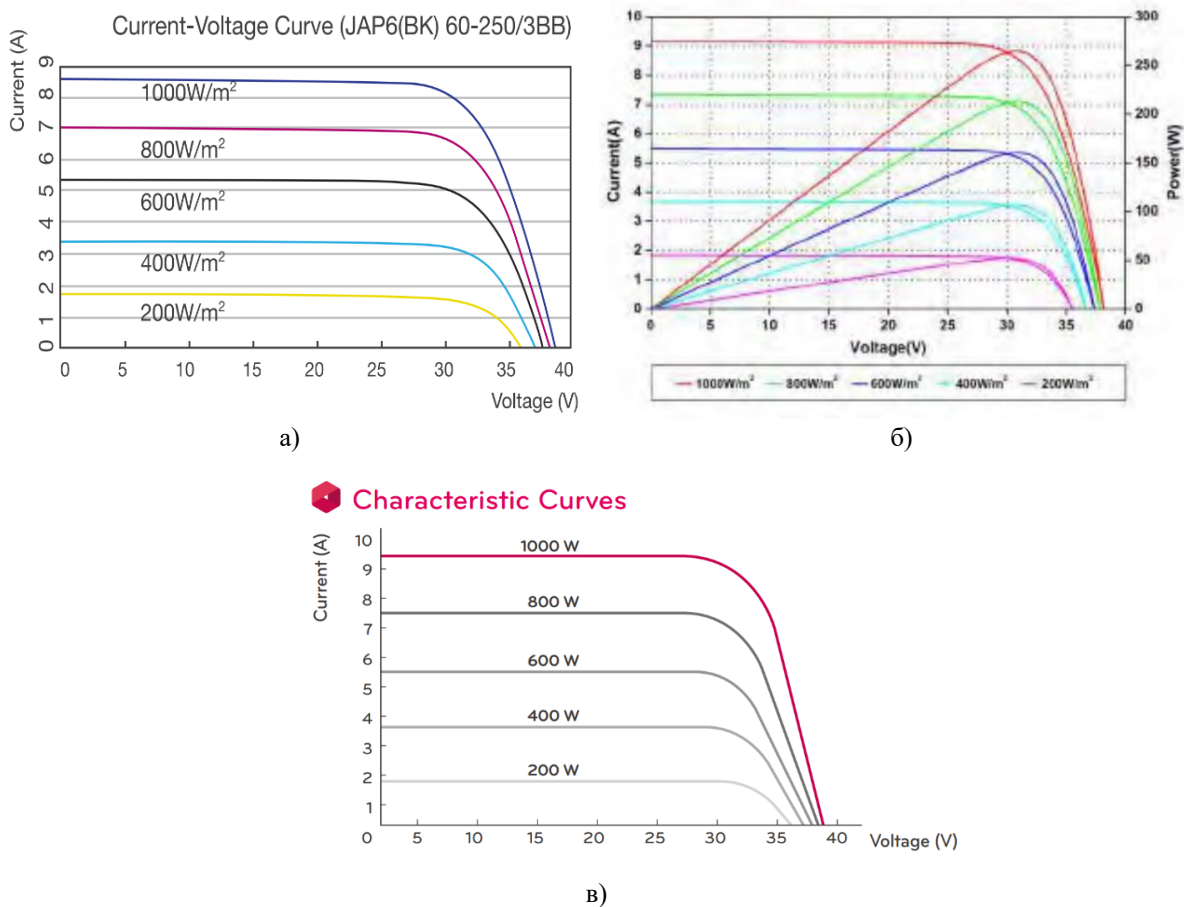 Current-Voltage Curve (JAP6(BK) 60-250/3BB)
Current (A)
9
8
7
6
5
4
3
2
1
0
1000W/m²
800W/m²
600W/m²
400W/m²
200W/m²
0 5 10 15 20 25 30 35 40
Voltage (V)
а)
10
9
8
7
6
5
4
3
2
1
0
Current(A)
300
250
200
150
100
50
0
Power(W)
0 5 10 15 20 25 30 35 40
Voltage(V)
1000W/m² 800W/m² 600W/m² 400W/m² 200W/m²
б)
Characteristic Curves
Current (A)
10
9
8
7
6
5
4
3
2
1
1000 W
800 W
600 W
400 W
200 W
0 5 10 15 20 25 30 35 40 Voltage (V)
в)